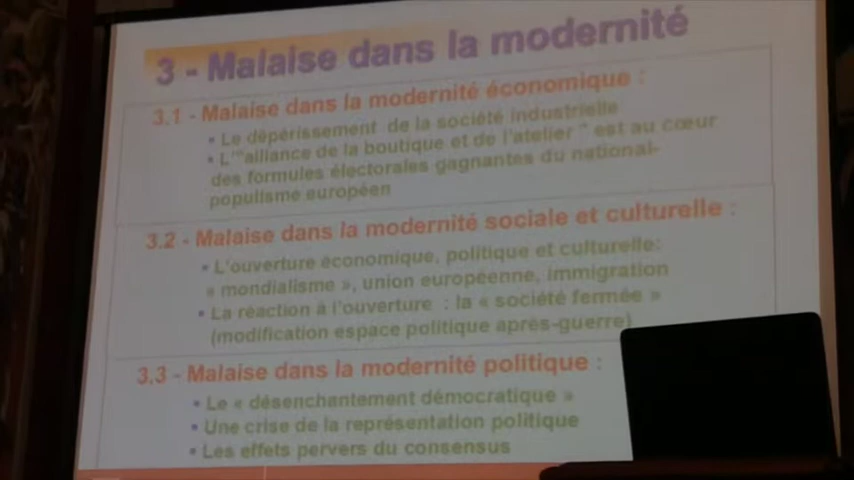 3 - Malaise dans la modernité
3.1 - Malaise dans la modernité économique :
• Le dépérissement de la société industrielle
• L'"alliance de la boutique et de l'atelier " est au cœur
des formules électorales gagnantes du national-
populisme européen
3.2 - Malaise dans la modernité sociale et culturelle :
• L'ouverture économique, politique et culturelle:
« mondialisme », union européenne, immigration
• La réaction à l'ouverture : la « société fermée »
(modification espace politique après-guerre)
3.3 - Malaise dans la modernité politique :
• Le « désenchantement démocratique »
• Une crise de la représentation politique
• Les effets pervers du consensus